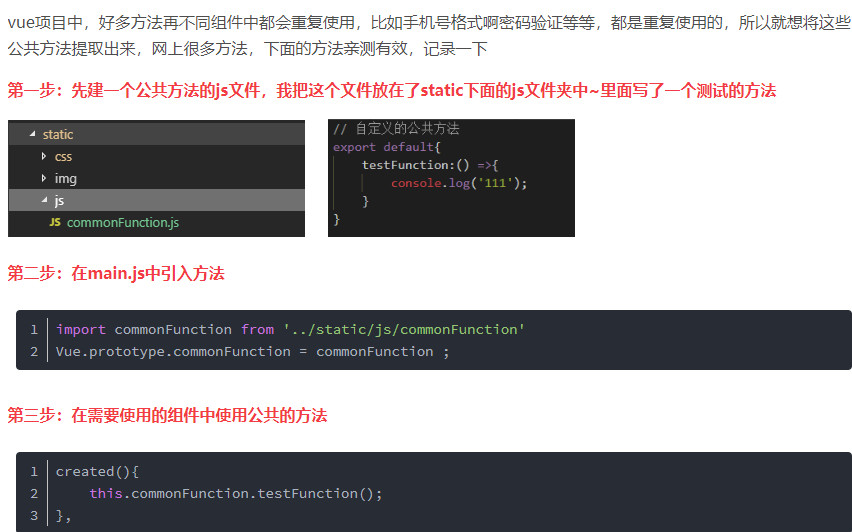 vue项目中，好多方法再不同组件中都会重复使用，比如手机号格式啊密码验证等等，都是重复使用的，所以就想将这些
公共方法提取出来，网上很多方法，下面的方法亲测有效，记录一下
第一步：先建一个公共方法的js文件，我把这个文件放在了static下面的js文件夹中~里面写了一个测试的方法
static
css
img
js
JS commonFunction.js
// 自定义的公共方法
export default{
testFunction:() =>{
console.log('111');
}
}
第二步：在main.js中引入方法
1 import commonFunction from '../static/js/commonFunction'
2 Vue.prototype.commonFunction = commonFunction ;
第三步：在需要使用的组件中使用公共的方法
1 created(){
2 this.commonFunction.testFunction();
3 },